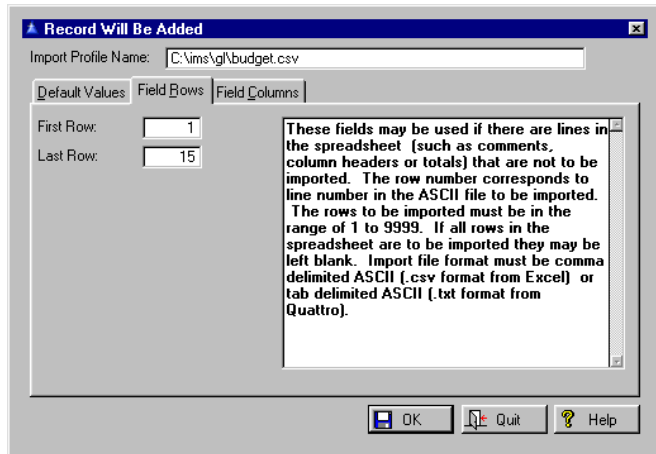 Record Will Be Added
Import Profile Name: C:\ims\gl\budget.csv
Default Values Field Rows Field Columns
First Row: 1
Last Row: 15
These fields may be used if there are lines in
the spreadsheet (such as comments,
column headers or totals) that are not to be
imported. The row number corresponds to
line number in the ASCII file to be imported.
The rows to be imported must be in the
range of 1 to 9999. If all rows in the
spreadsheet are to be imported they may be
left blank. Import file format must be comma
delimited ASCII (.csv format from Excel) or
tab delimited ASCII (.txt format from
Quattro).
OK Quit Help